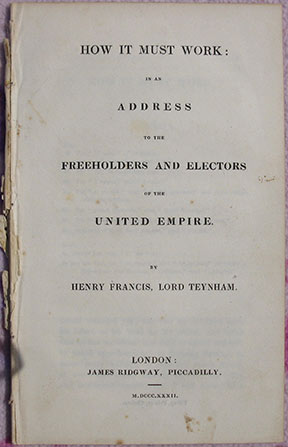 HOW IT MUST WORK:
IN AN
ADDRESS
TO THE
FREEHOLDERS AND ELECTORS
OF THE
UNITED EMPIRE.
BY
HENRY FRANCIS, LORD TEYNHAM.
LONDON:
JAMES RIDGWAY, PICCADILLY.
M.DCCC.XXXII.